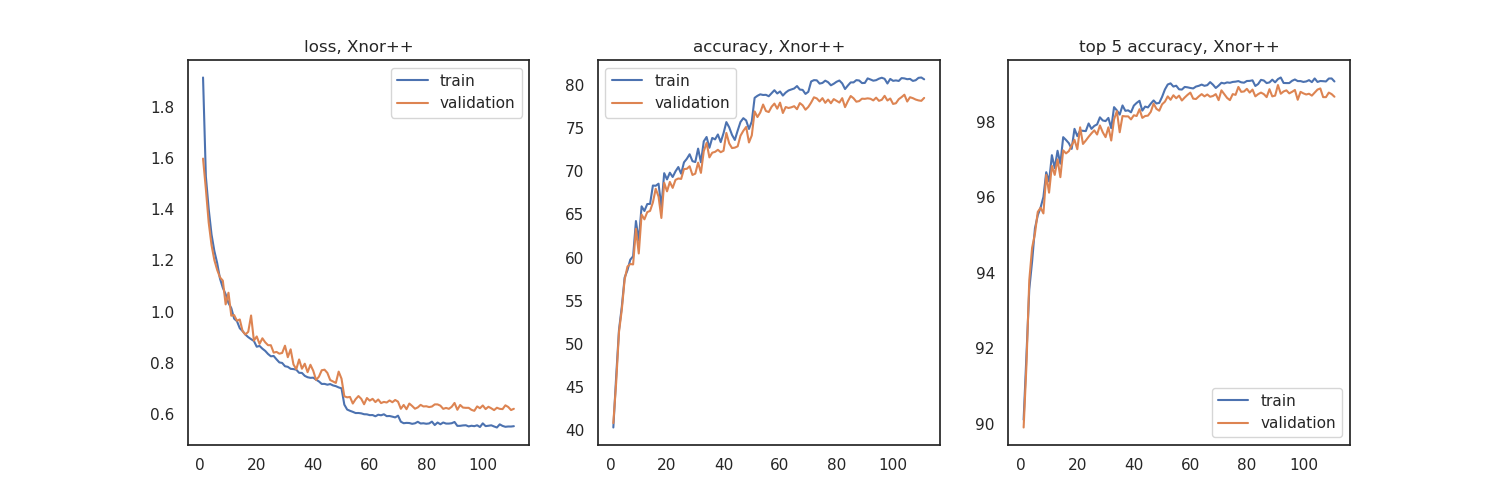 loss, Xnor++
train
validation
1.8
1.6
1.4
1.2
1.0
0.8
0.6
0 20 40 60 80 100
accuracy, Xnor++
train
validation
80
75
70
65
60
55
50
45
40
0 20 40 60 80 100
top 5 accuracy, Xnor++
98
96
94
92
90
train
validation
0 20 40 60 80 100